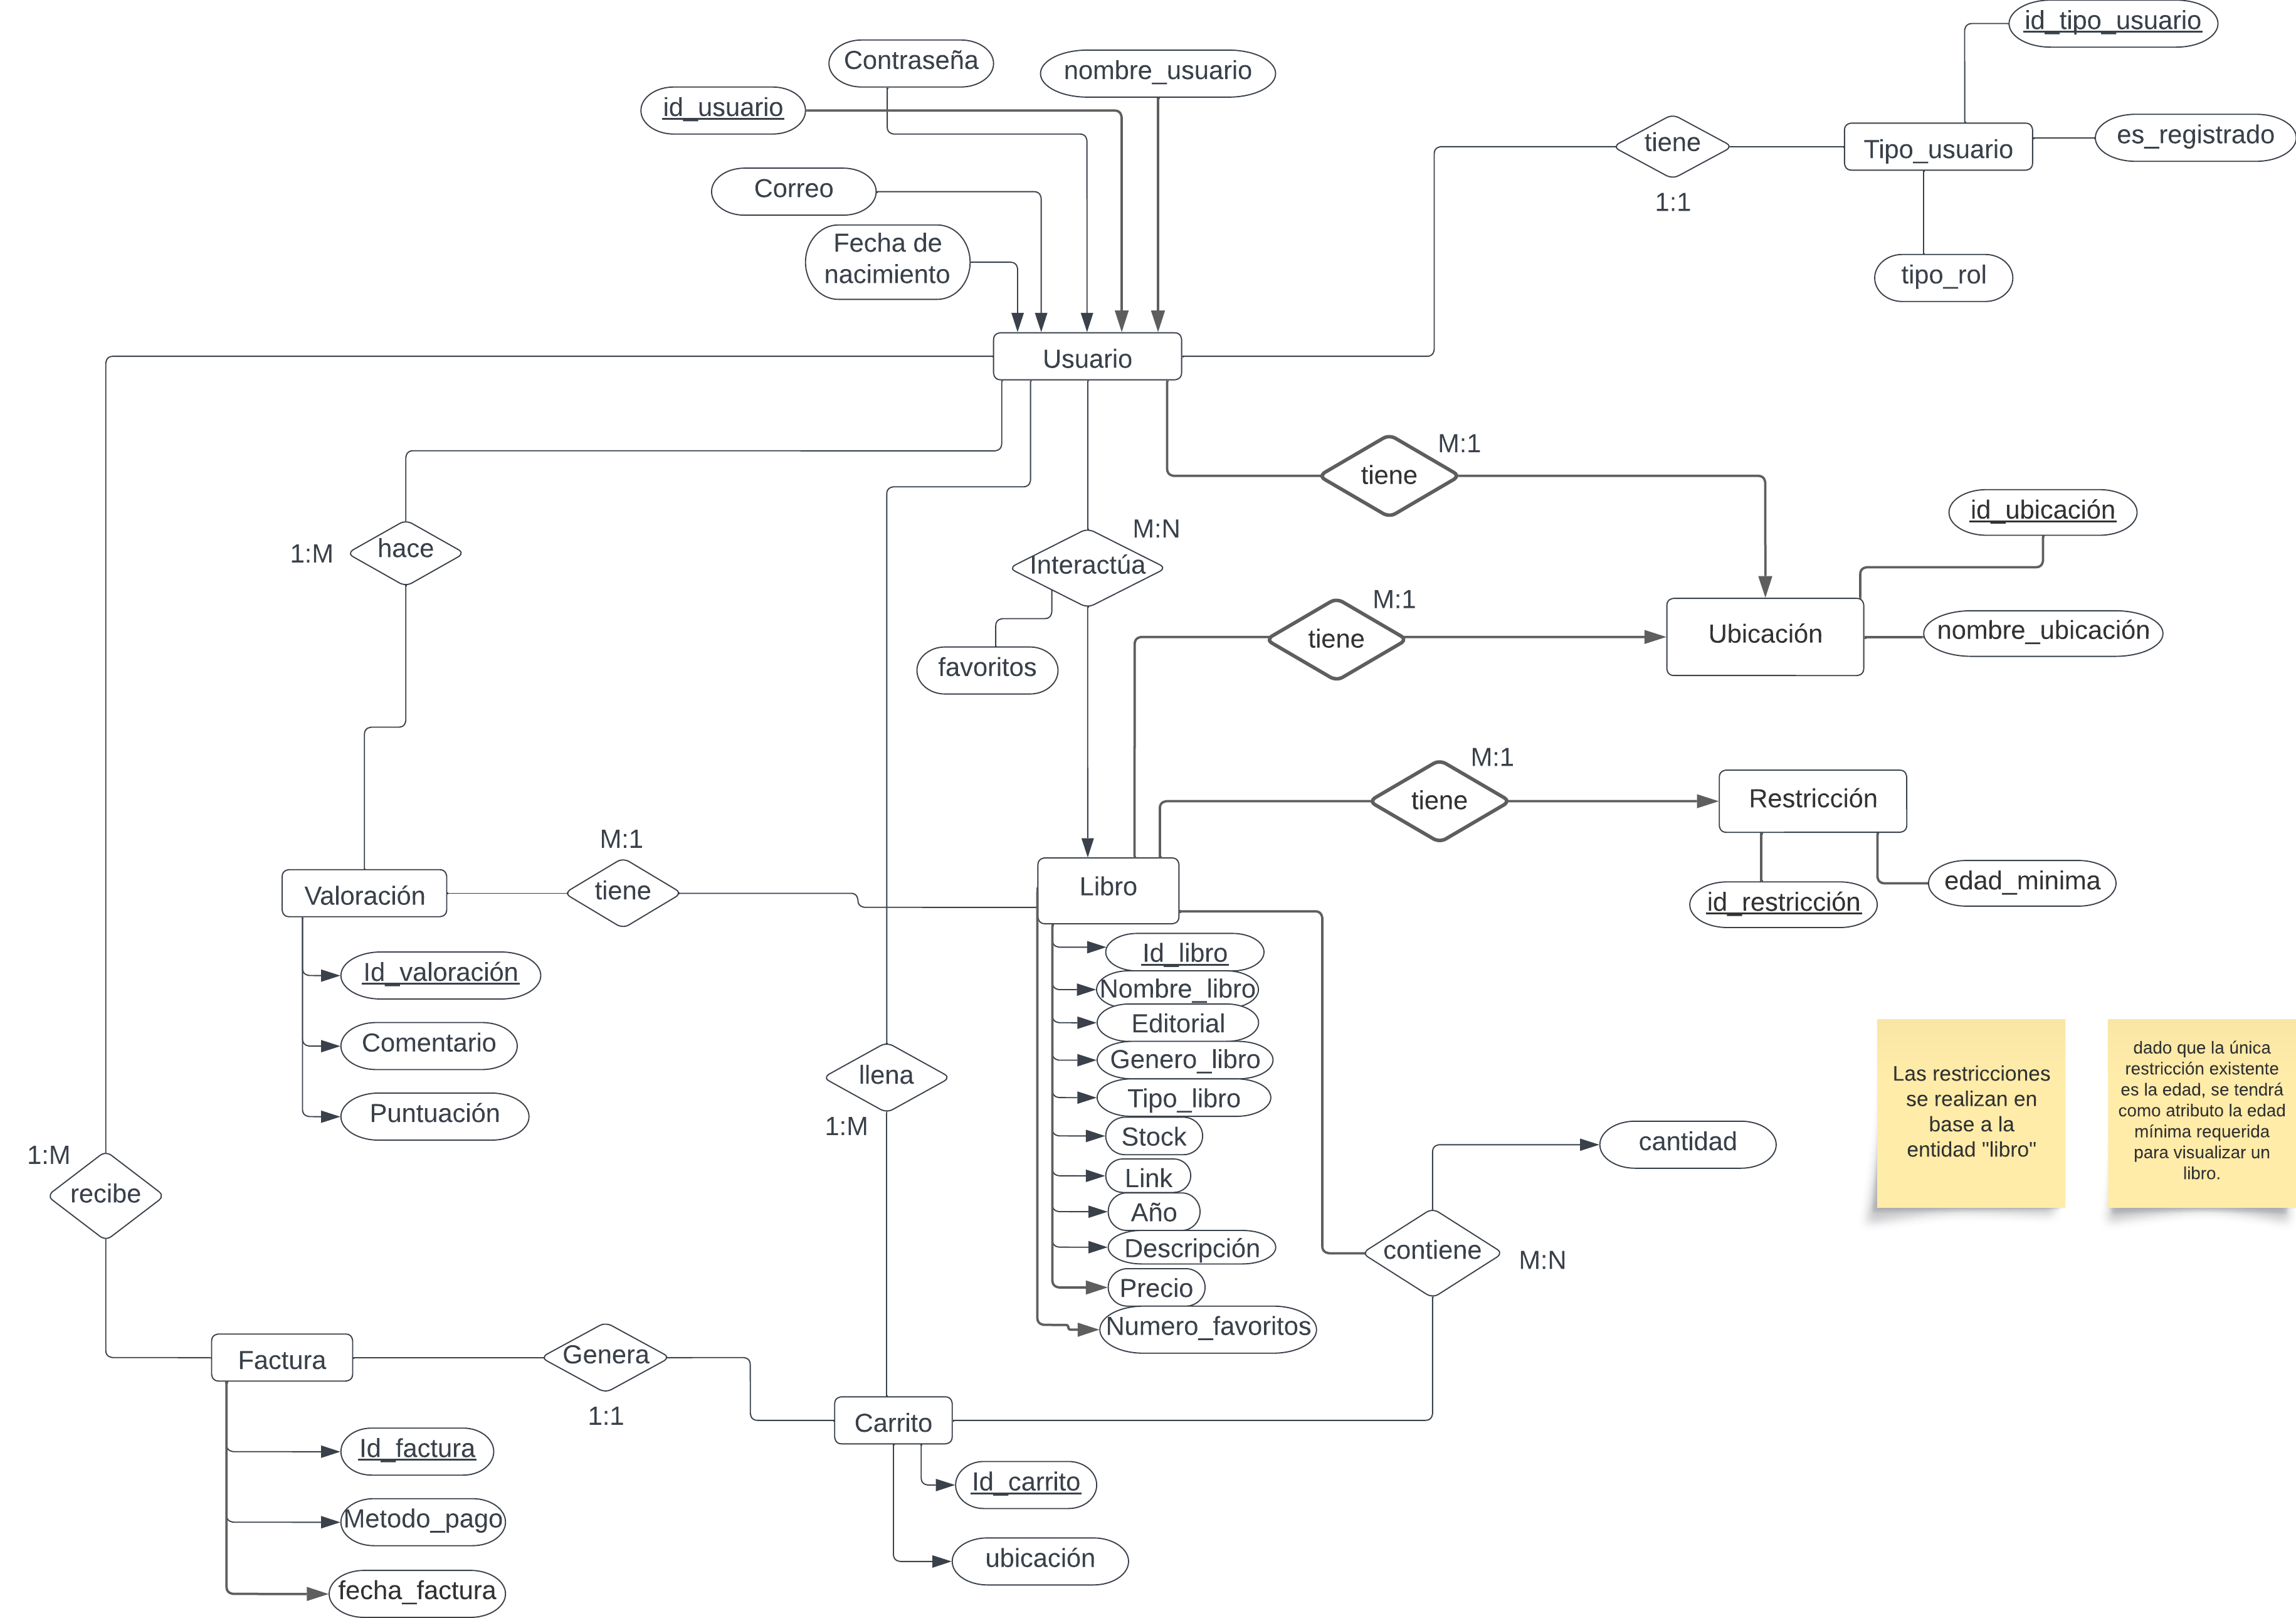 id_tipo_usuario
Contraseña
nombre_usuario
id_usuario
tiene
Tipo_usuario
es_registrado
Correo
1:1
Fecha de
nacimiento
tipo_rol
Usuario
M:1
tiene
id_ubicación
M:N
1:M
hace
Interactúa
M:1
tiene
Ubicación
nombre_ubicación
favoritos
M:1
tiene
Restricción
M:1
tiene
Valoración
Libro
edad_minima
id_restricción
Id_libro
Id_valoración
Nombre_libro
Editorial
Comentario
Genero_libro
llena
Tipo_libro
Puntuación
1:M
Stock
cantidad
Las restricciones
se realizan en
base a la
entidad "libro"
dado que la única
restricción existente
es la edad, se tendrá
como atributo la edad
mínima requerida
para visualizar un
libro.
1:M
recibe
Link
Año
Descripción
contiene
M:N
Precio
Numero_favoritos
Factura
Genera
1:1
Carrito
Id_factura
Id_carrito
Metodo_pago
ubicación
fecha_factura